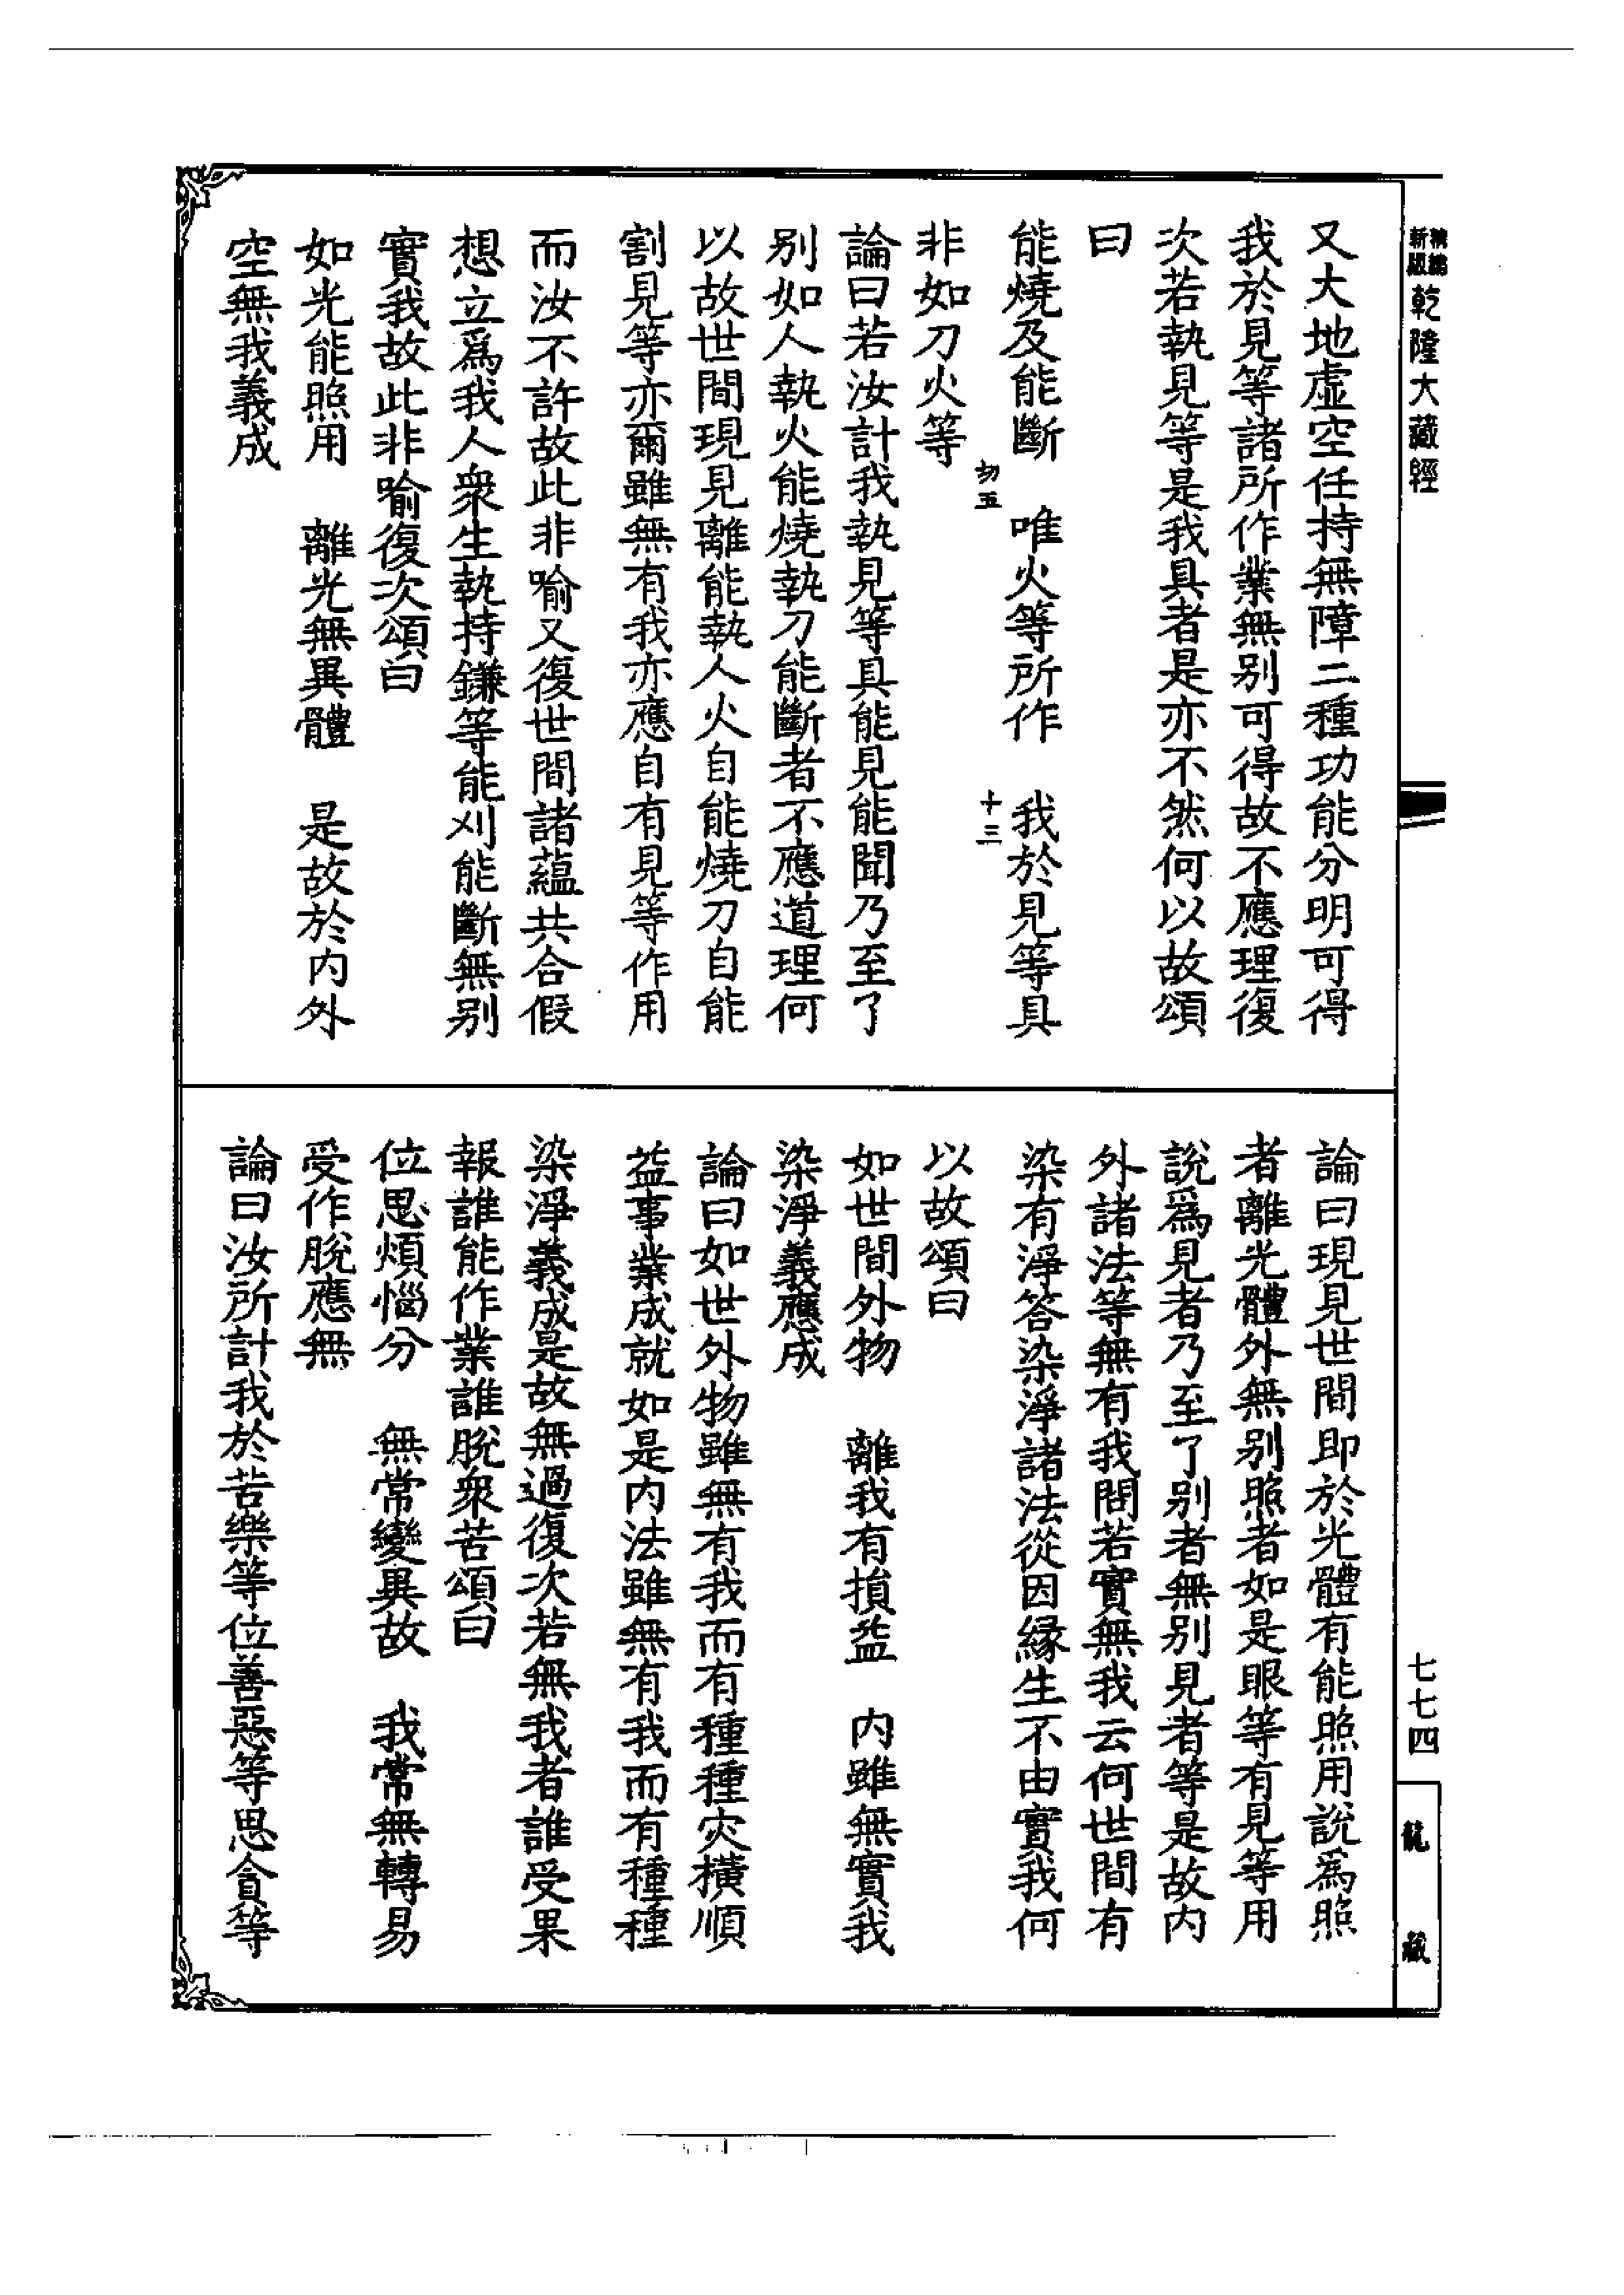 新編
新版
乾隆大藏經
又大地虛空任持無障二種功能分明可得
我於見等諸所作業無別可得故不應理復
次若執見等是我具者是亦不然何以故頌
曰
能燒及能斷　唯火等所作　我於見等具
非如刀火等
論曰若汝計我執見等具能見能聞乃至了
別如人執火能燒執刀能斷者不應道理何
以故世間現見離能執人火自能燒刀自能
割見等亦爾雖無有我亦應自有見等作用
而汝不許故此非喻又復世間諸蘊共合假
想立爲我人衆生執持鎌等能刈能斷無別
實我故此非喻復次頌曰
如光能照用　離光無異體　是故於内外
空無我義成
切五
十三
論曰現見世間即於光體有能照用說爲照
者離光體外無別照者如是眼等有見等用
說爲見者乃至了別者無別見者等是故内
外諸法等無有我問若實無我云何世間有
染有淨答染淨諸法從因緣生不由實我何
以故頌曰
如世間外物　離我有損益　内雖無實我
染淨義應成
論曰如世外物雖無有我而有種種災橫順
益事業成就如是内法雖無有我而有種種
染淨義成是故無過復次若無我者誰受果
報誰能作業誰脫衆苦頌曰
位思煩惱分　無常變異故　我常無轉易
受作脫應無
論曰汝所計我於苦樂等位善惡等思貪等
七七四
龍藏